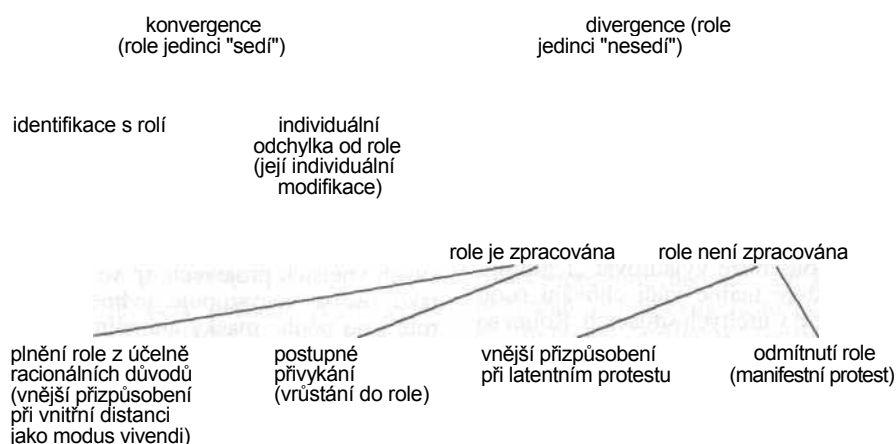 konvergence
(role jedinci "sedí")
divergence (role
jedinci "nesedí")
identifikace s rolí
individuální
odchylka od role
(její individuální
modifikace)
role je zpracována
role není zpracována
plnění role z účelně
racionálních důvodů
(vnější přizpůsobení
při vnitřní distanci
jako modus vivendi)
postupné
přivykání
(vrůstání do role)
vnější přizpůsobení
při latentním protestu
odmítnutí role
(manifestní protest)